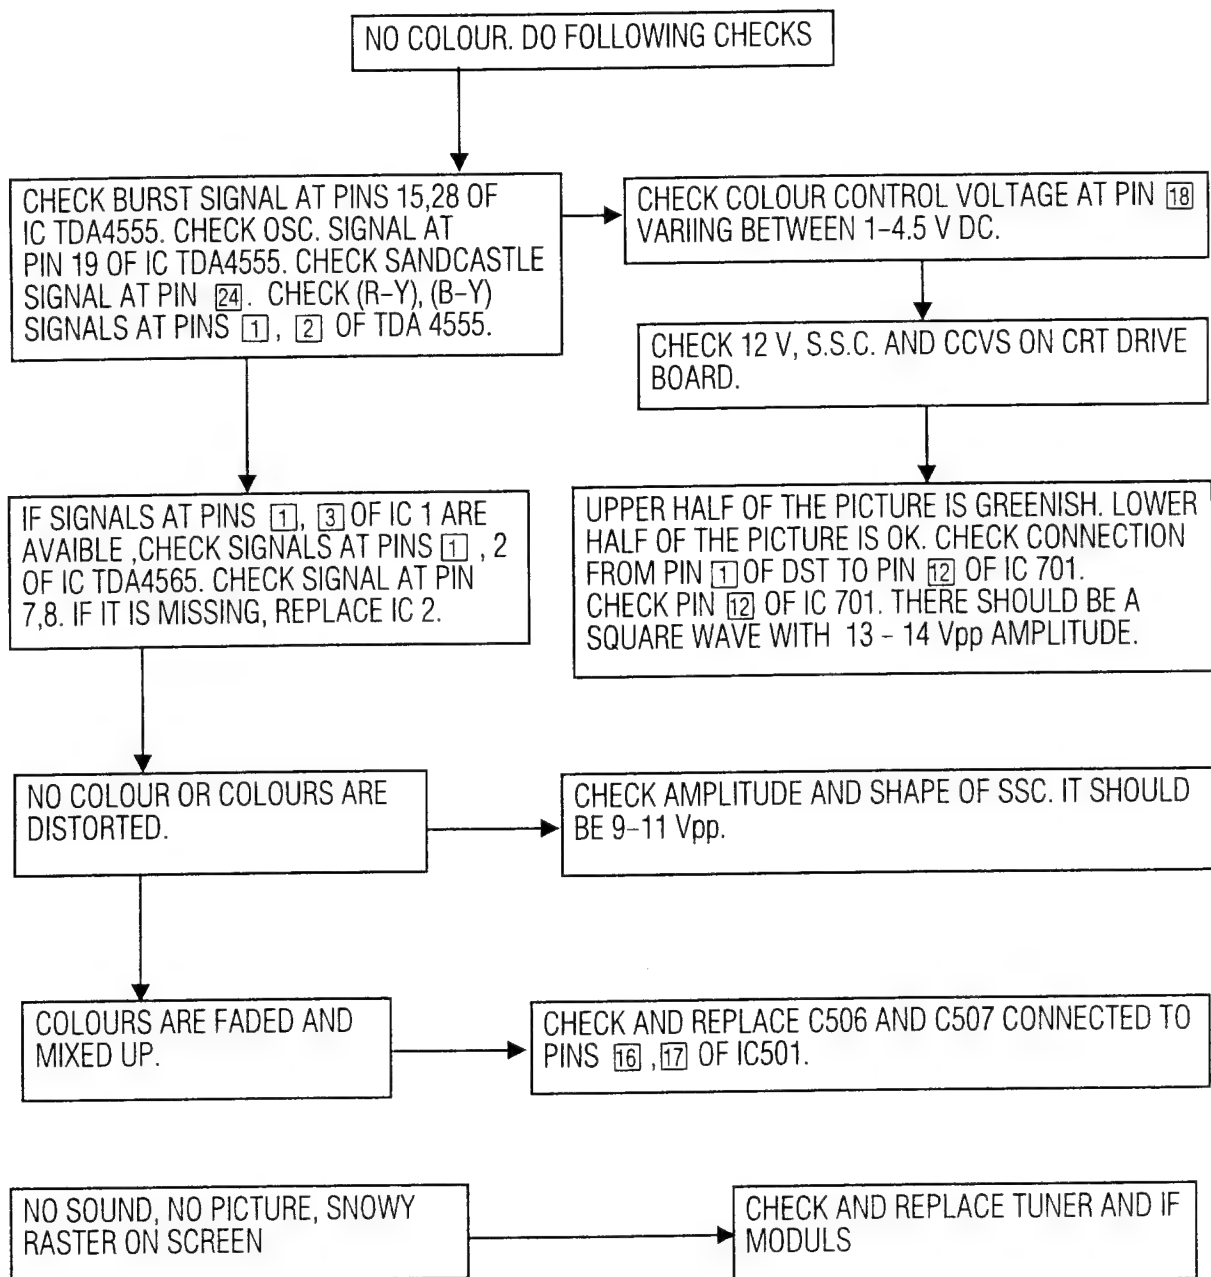 NO COLOUR. DO FOLLOWING CHECKS
CHECK BURST SIGNAL AT PINS 15,28 OF
IC TDA4555. CHECK OSC. SIGNAL AT
PIN 19 OF IC TDA4555. CHECK SANDCASTLE
SIGNAL AT PIN 24. CHECK (R–Y), (B–Y)
SIGNALS AT PINS 1, 2 OF TDA 4555.
CHECK COLOUR CONTROL VOLTAGE AT PIN 18
VARIING BETWEEN 1–4.5 V DC.
CHECK 12 V, S.S.C. AND CCVS ON CRT DRIVE
BOARD.
IF SIGNALS AT PINS 1, 3 OF IC 1 ARE
AVAIBLE ,CHECK SIGNALS AT PINS 1 , 2
OF IC TDA4565. CHECK SIGNAL AT PIN
7,8. IF IT IS MISSING, REPLACE IC 2.
UPPER HALF OF THE PICTURE IS GREENISH. LOWER
HALF OF THE PICTURE IS OK. CHECK CONNECTION
FROM PIN 1 OF DST TO PIN 12 OF IC 701.
CHECK PIN 12 OF IC 701. THERE SHOULD BE A
SQUARE WAVE WITH 13 – 14 Vpp AMPLITUDE.
NO COLOUR OR COLOURS ARE
DISTORTED.
CHECK AMPLITUDE AND SHAPE OF SSC. IT SHOULD
BE 9–11 Vpp.
COLOURS ARE FADED AND
MIXED UP.
CHECK AND REPLACE C506 AND C507 CONNECTED TO
PINS 16 , 17 OF IC501.
NO SOUND, NO PICTURE, SNOWY
RASTER ON SCREEN
CHECK AND REPLACE TUNER AND IF
MODULS